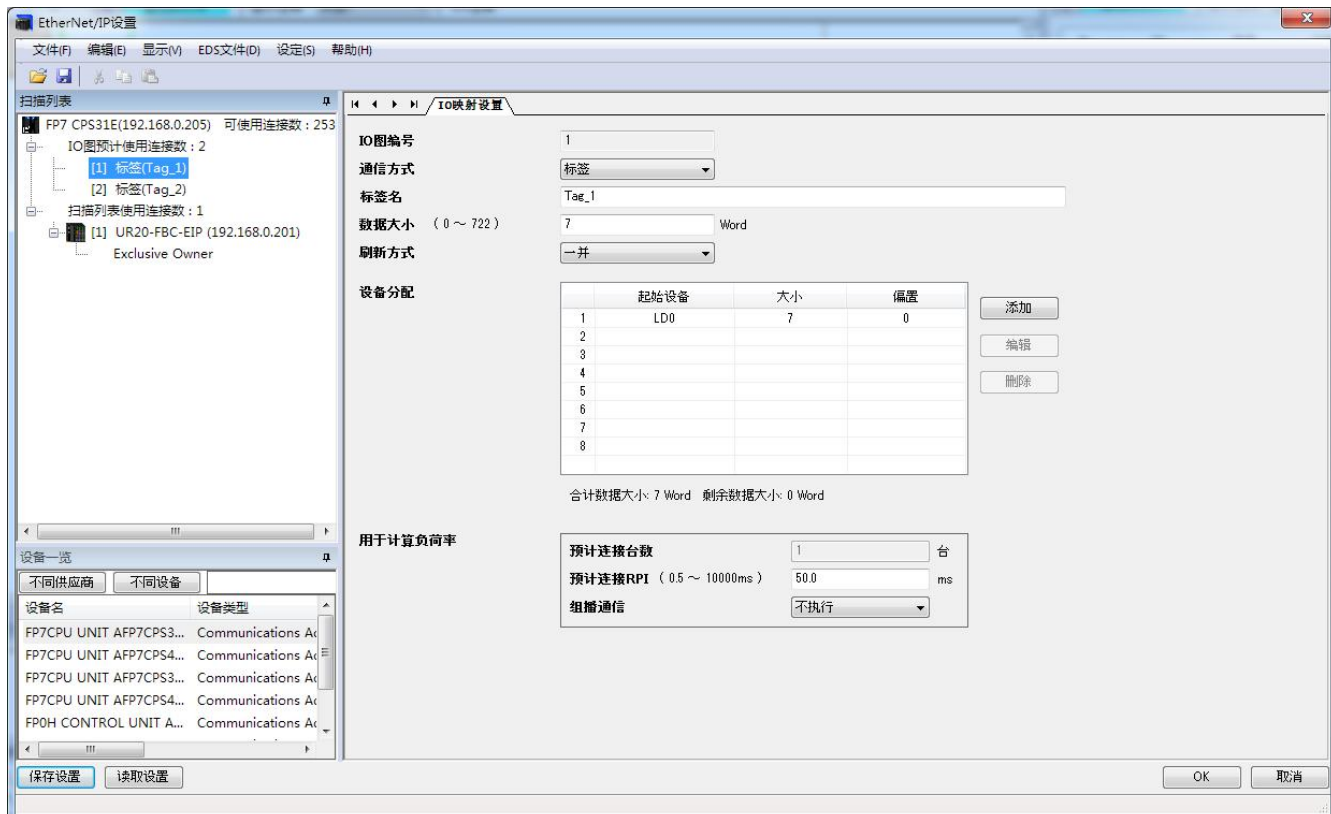 EtherNet/IP设置
文件(F) 编辑(E) 显示(V) EDS文件(D) 设定(S) 帮助(H)
扫描列表
FP7 CPS31E(192.168.0.205) 可使用连接数 : 253
IO图预计使用连接数 : 2
[1] 标签(Tag_1)
[2] 标签(Tag_2)
扫描列表使用连接数 : 1
[1] UR20-FBC-EIP (192.168.0.201)
Exclusive Owner
设备一览
不同供应商 不同设备
设备名 设备类型
FP7CPU UNIT AFP7CPS3... Communications Ac
FP7CPU UNIT AFP7CPS4... Communications Ac
FP7CPU UNIT AFP7CPS3... Communications Ac
FP7CPU UNIT AFP7CPS4... Communications Ac
FP0H CONTROL UNIT A... Communications Ac
IO映射设置
IO图编号 1
通信方式 标签
标签名 Tag_1
数据大小 (0～722) 7 Word
刷新方式 一并
设备分配
起始设备 大小 偏置
1 LD0 7 0
2
3
4
5
6
7
8
添加
编辑
删除
合计数据大小: 7 Word 剩余数据大小: 0 Word
用于计算负荷率
预计连接台数 1 台
预计连接RPI (0.5～10000ms) 50.0 ms
组播通信 不执行
保存设置 读取设置 OK 取消